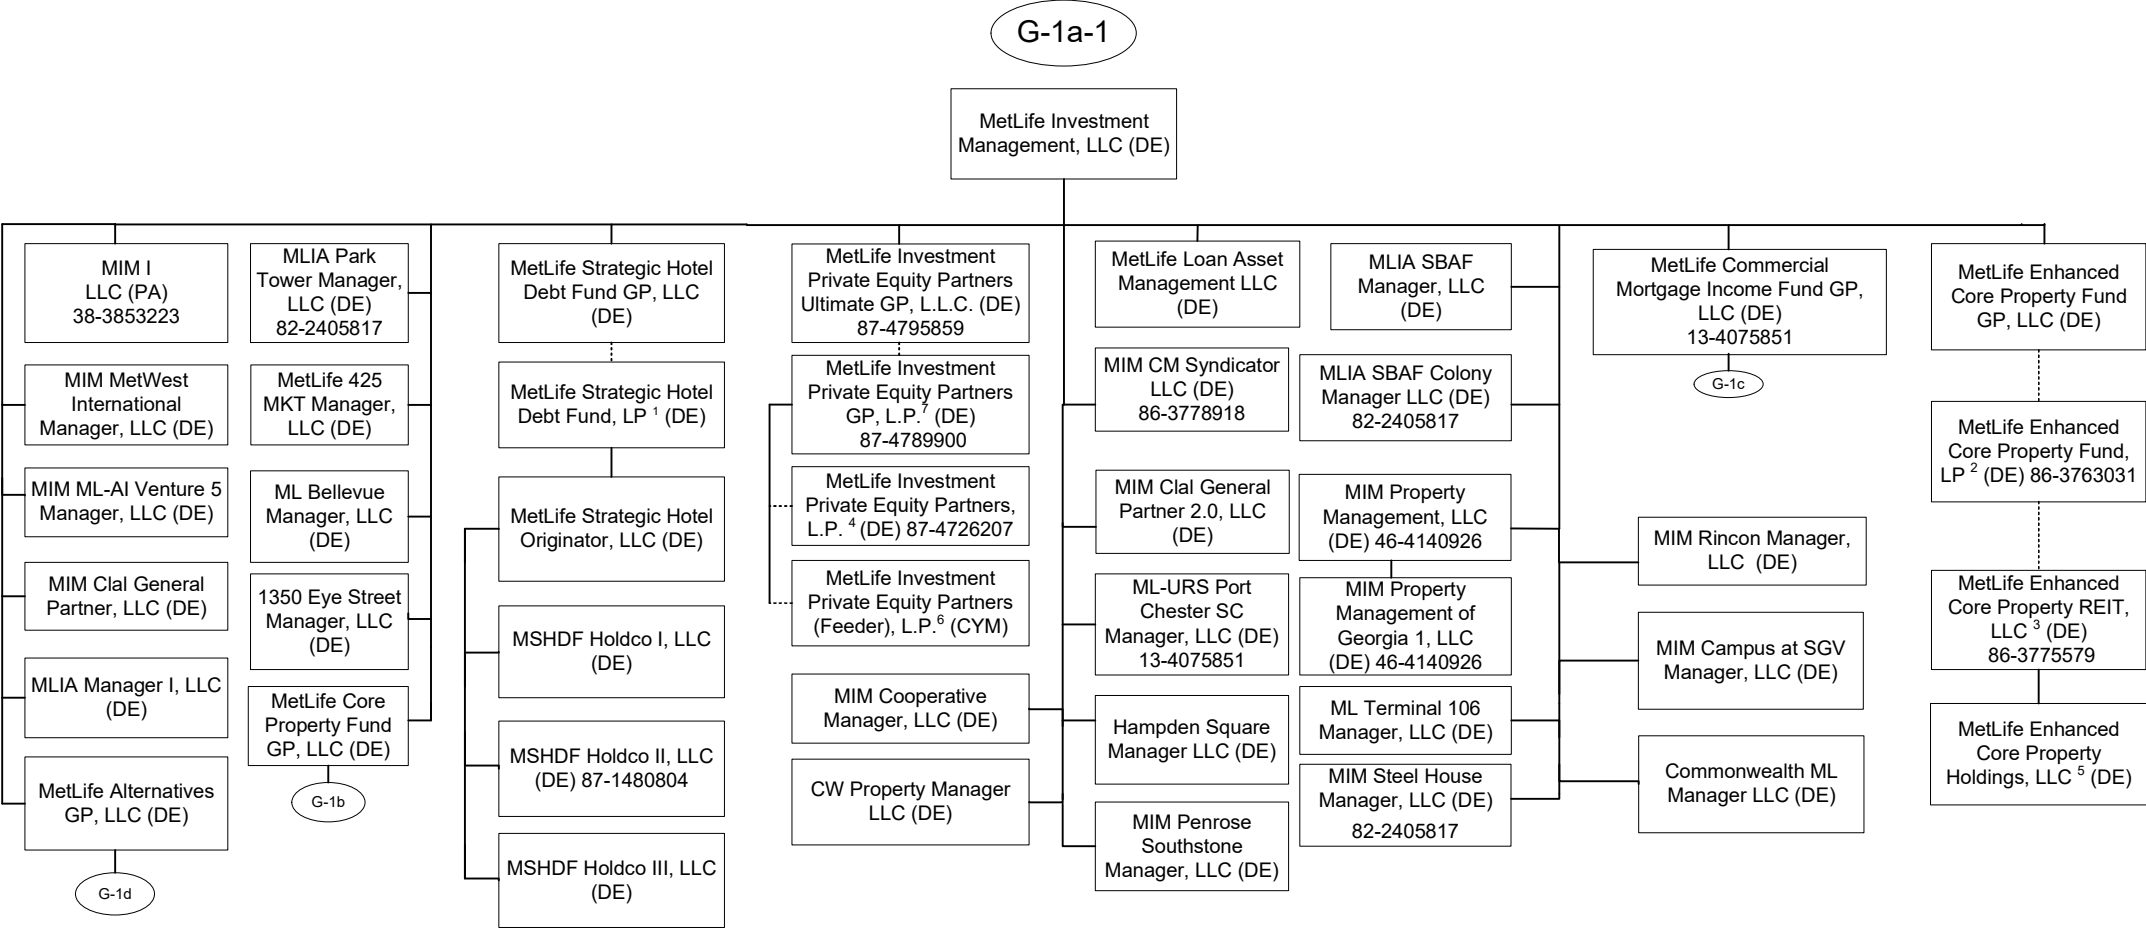 G-1a-1
MetLife Investment
Management, LLC (DE)
MIM I
LLC (PA)
38-3853223
MIM MetWest
International
Manager, LLC (DE)
MIM ML-AI Venture 5
Manager, LLC (DE)
MIM Clal General
Partner, LLC (DE)
MLIA Manager I, LLC
(DE)
MetLife Alternatives
GP, LLC (DE)
G-1d
MLIA Park
Tower Manager,
LLC (DE)
82-2405817
MetLife 425
MKT Manager,
LLC (DE)
ML Bellevue
Manager, LLC
(DE)
1350 Eye Street
Manager, LLC
(DE)
MetLife Core
Property Fund
GP, LLC (DE)
G-1b
MetLife Strategic Hotel
Debt Fund GP, LLC
(DE)
MetLife Strategic Hotel
Debt Fund, LP 1 (DE)
MetLife Strategic Hotel
Originator, LLC (DE)
MSHDF Holdco I, LLC
(DE)
MSHDF Holdco II, LLC
(DE) 87-1480804
MSHDF Holdco III, LLC
(DE)
MetLife Investment
Private Equity Partners
Ultimate GP, L.L.C. (DE)
87-4795859
MetLife Investment
Private Equity Partners
GP, L.P.7 (DE)
87-4789900
MetLife Investment
Private Equity Partners,
L.P. 4 (DE) 87-4726207
MetLife Investment
Private Equity Partners
(Feeder), L.P.6 (CYM)
MIM Cooperative
Manager, LLC (DE)
CW Property Manager
LLC (DE)
MetLife Loan Asset
Management LLC
(DE)
MIM CM Syndicator
LLC (DE)
86-3778918
MIM Clal General
Partner 2.0, LLC
(DE)
ML-URS Port
Chester SC
Manager, LLC (DE)
13-4075851
Hampden Square
Manager LLC (DE)
MIM Penrose
Southstone
Manager, LLC (DE)
MLIA SBAF
Manager, LLC
(DE)
MLIA SBAF Colony
Manager LLC (DE)
82-2405817
MIM Property
Management, LLC
(DE) 46-4140926
MIM Property
Management of
Georgia 1, LLC
(DE) 46-4140926
ML Terminal 106
Manager, LLC (DE)
MIM Steel House
Manager, LLC (DE)
82-2405817
MetLife Commercial
Mortgage Income Fund GP,
LLC (DE)
13-4075851
G-1c
MIM Rincon Manager,
LLC (DE)
MIM Campus at SGV
Manager, LLC (DE)
Commonwealth ML
Manager LLC (DE)
MetLife Enhanced
Core Property Fund
GP, LLC (DE)
MetLife Enhanced
Core Property Fund,
LP 2 (DE) 86-3763031
MetLife Enhanced
Core Property REIT,
LLC 3 (DE)
86-3775579
MetLife Enhanced
Core Property
Holdings, LLC 5 (DE)